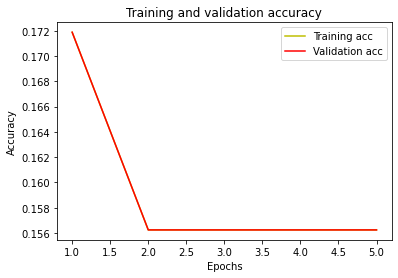 Training and validation accuracy
Training acc
Validation acc
Accuracy
0.172
0.170
0.168
0.166
0.164
0.162
0.160
0.158
0.156
1.0 1.5 2.0 2.5 3.0 3.5 4.0 4.5 5.0
Epochs